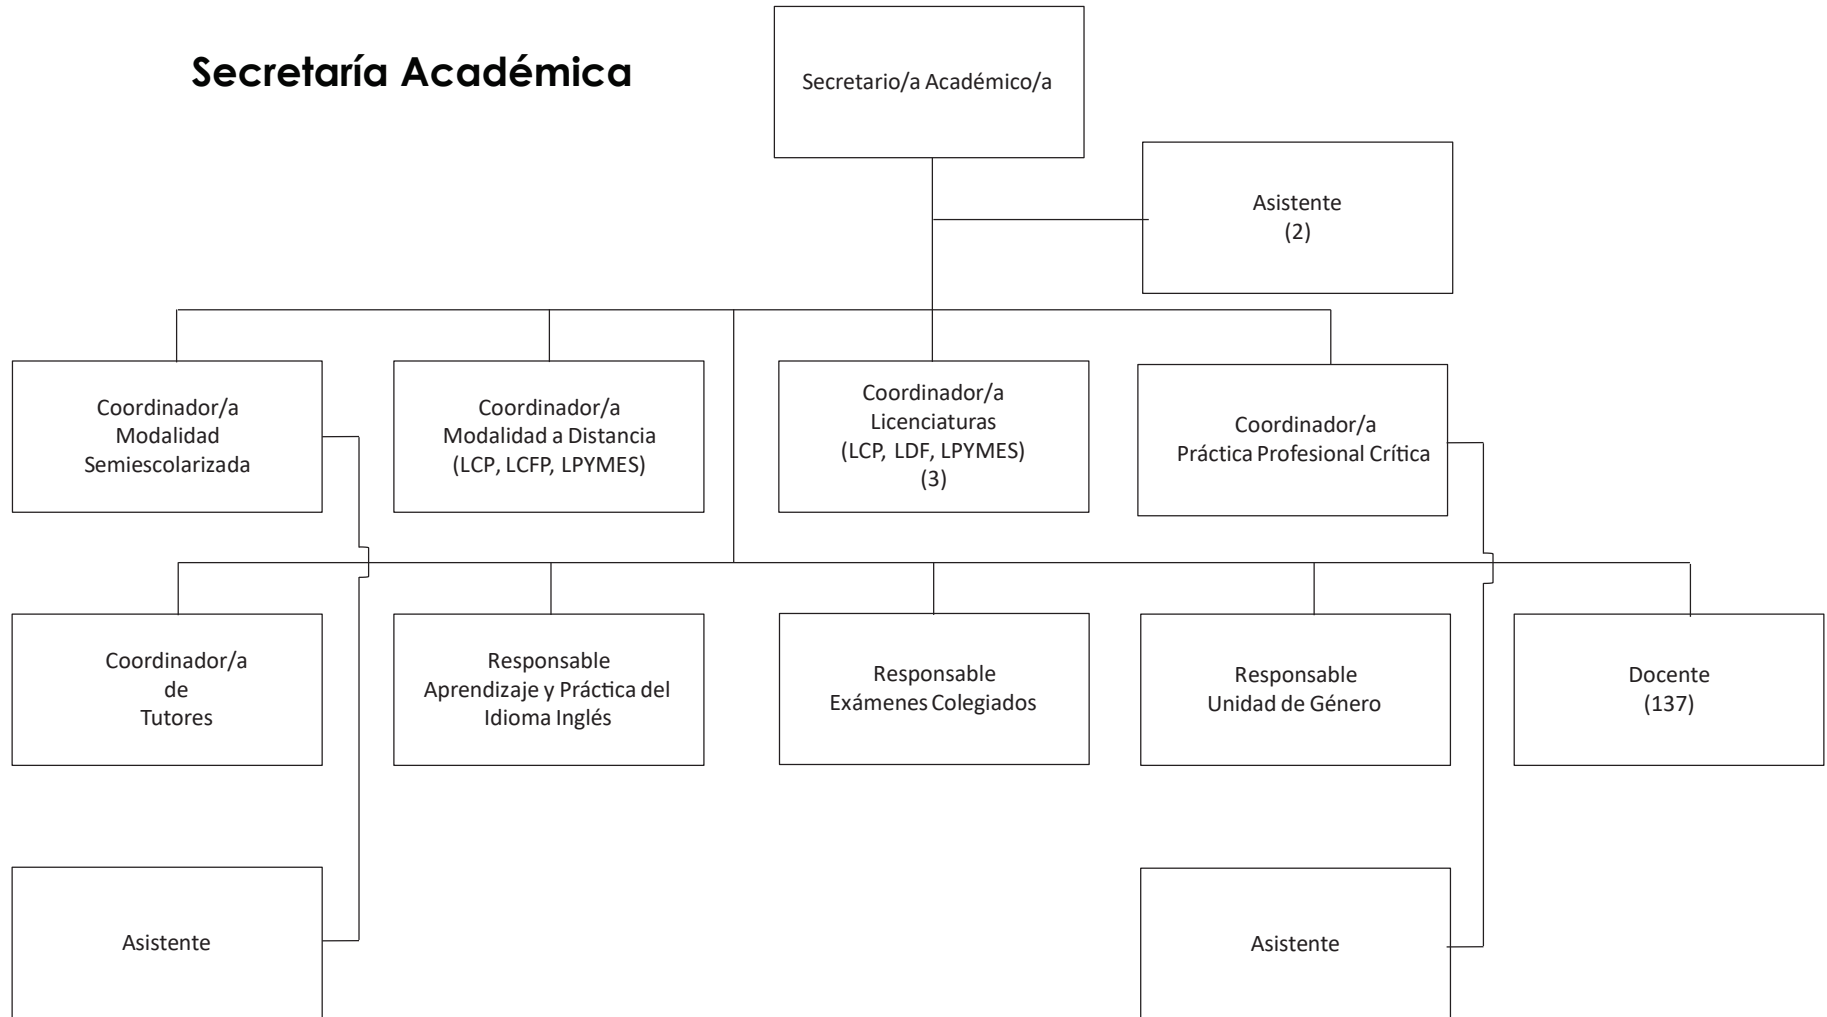 Secretaría Académica
Secretario/a Académico/a
Asistente
(2)
Coordinador/a
Modalidad
Semiescolarizada
Coordinador/a
Modalidad a Distancia
(LCP, LCFP, LPYMES)
Coordinador/a
Licenciaturas
(LCP, LDF, LPYMES)
(3)
Coordinador/a
Práctica Profesional Crítica
Coordinador/a
de
Tutores
Responsable
Aprendizaje y Práctica del
Idioma Inglés
Responsable
Exámenes Colegiados
Responsable
Unidad de Género
Docente
(137)
Asistente
Asistente